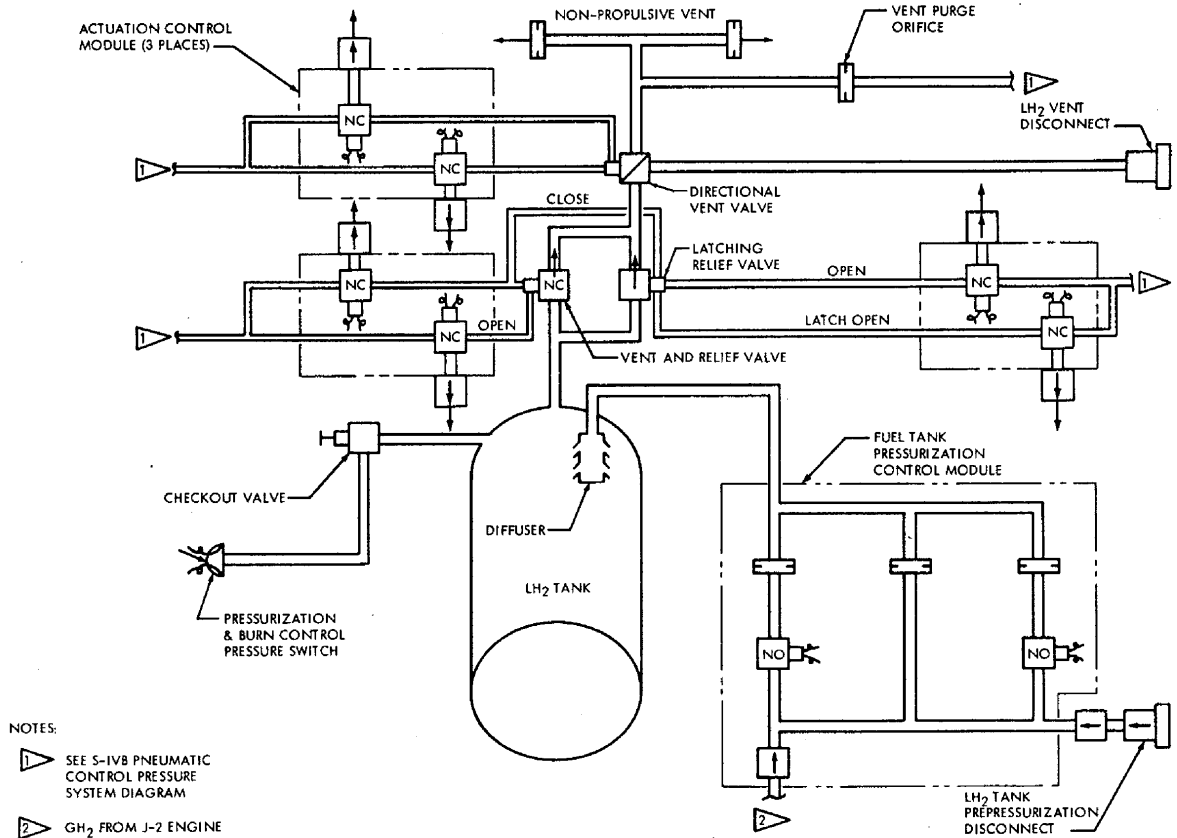 NON-PROPULSIVE VENT
VENT PURGE
ORIFICE
ACTUATION CONTROL
MODULE (3 PLACES)
1
LH2 VENT
DISCONNECT
NC
NC
1
DIRECTIONAL
VENT VALVE
CLOSE
LATCHING
RELIEF VALVE
NC
NC
OPEN
NC
1
OPEN
NC
LATCH OPEN
NC
1
VENT AND RELIEF VALVE
FUEL TANK
PRESSURIZATION
CONTROL MODULE
CHECKOUT VALVE
DIFFUSER
LH2 TANK
PRESSURIZATION
& BURN CONTROL
PRESSURE SWITCH
NO
NO
NOTES:
1 SEE S-IVB PNEUMATIC
CONTROL PRESSURE
SYSTEM DIAGRAM
2 GH2 FROM J-2 ENGINE
2
LH2 TANK
PREPRESSURIZATION
DISCONNECT